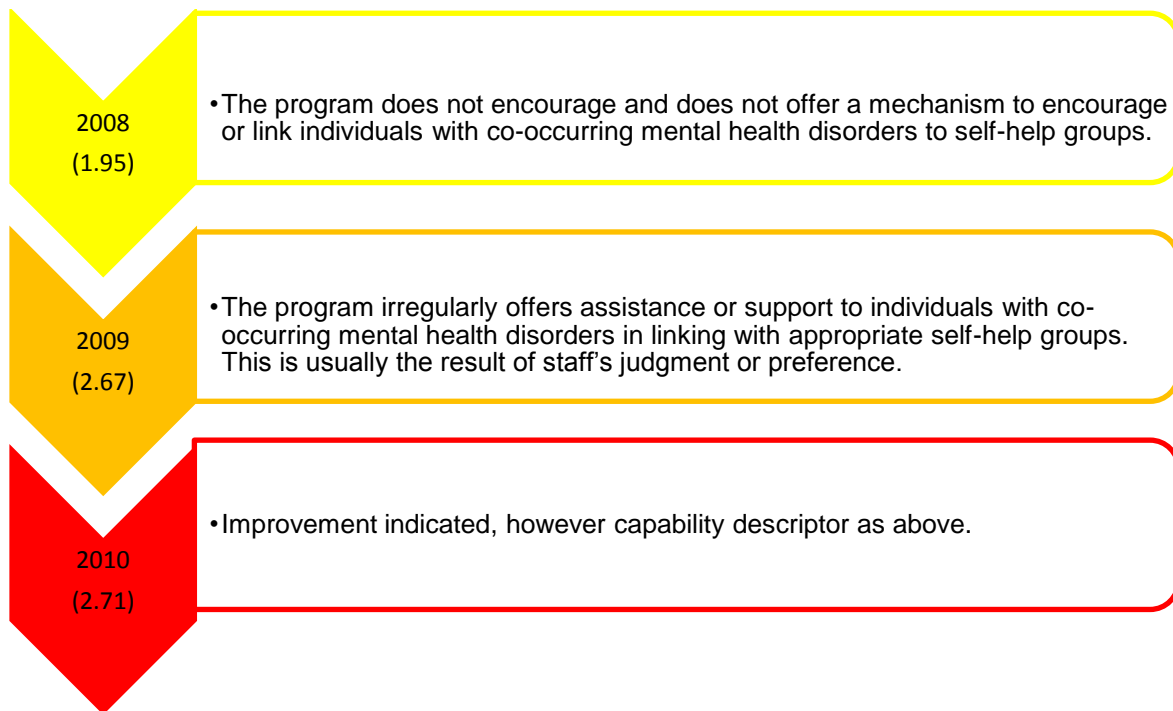 2008
(1.95)
•The program does not encourage and does not offer a mechanism to encourage
or link individuals with co-occurring mental health disorders to self-help groups.
2009
(2.67)
•The program irregularly offers assistance or support to individuals with co-
occurring mental health disorders in linking with appropriate self-help groups.
This is usually the result of staff’s judgment or preference.
2010
(2.71)
•Improvement indicated, however capability descriptor as above.